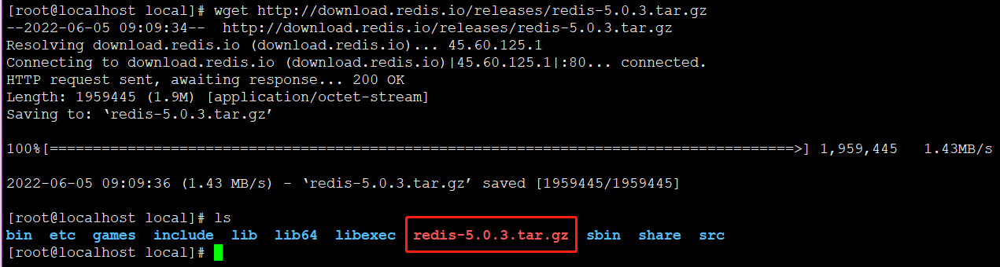 [root@localhost local]# wget http://download.redis.io/releases/redis-5.0.3.tar.gz
--2022-06-05 09:09:34--  http://download.redis.io/releases/redis-5.0.3.tar.gz
Resolving download.redis.io (download.redis.io)... 45.60.125.1
Connecting to download.redis.io (download.redis.io)|45.60.125.1|:80... connected.
HTTP request sent, awaiting response... 200 OK
Length: 1959445 (1.9M) [application/octet-stream]
Saving to: ‘redis-5.0.3.tar.gz’
100%[======================================================================================>] 1,959,445   1.43MB/s
2022-06-05 09:09:36 (1.43 MB/s) - ‘redis-5.0.3.tar.gz’ saved [1959445/1959445]
[root@localhost local]# ls
bin  etc  games  include  lib  lib64  libexec  redis-5.0.3.tar.gz  sbin  share  src
[root@localhost local]#